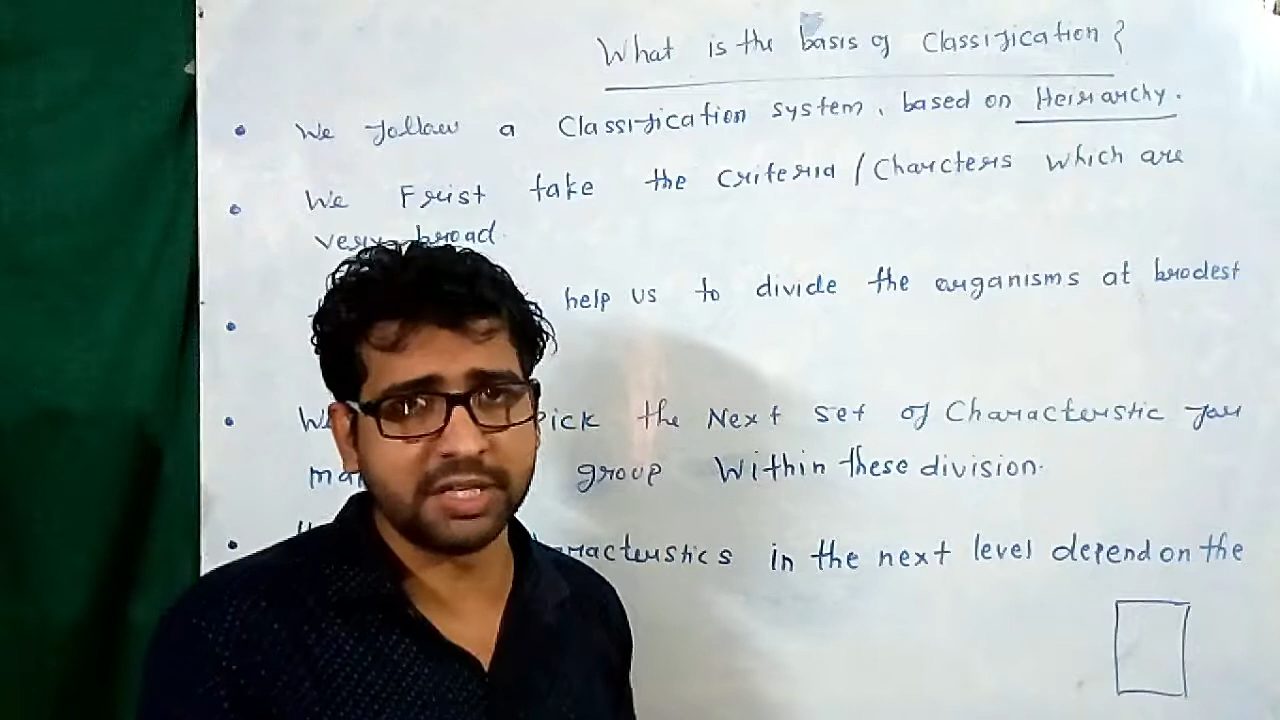 What is the basis of Classification?
We follow a Classification system, based on Heirarchy.
We Frist take the Criteria / Charcters which are
very broad.
help us to divide the organisms at brodest
We pick the Next set of Characteristic for
group Within these division.
in the next level depend on the